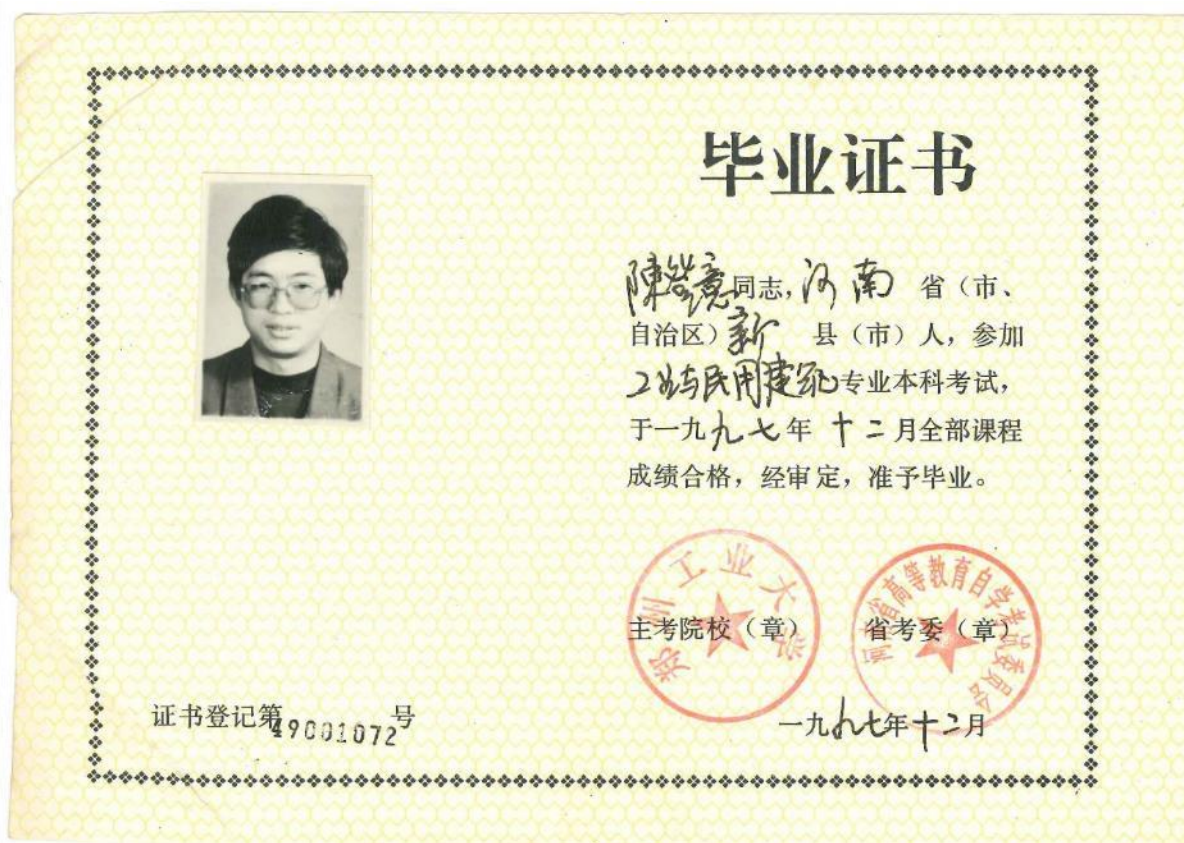 毕业证书
陳 同志，河南 省（市、
自治区）新 县（市）人，参加
工业与民用建筑专业本科考试，
于一九九七年十二月全部课程
成绩合格，经审定，准予毕业。
郑州工业大学
主考院校（章）
河南省高等教育自学考试委员会
省考委（章）
一九九七年十二月
证书登记第49001072号